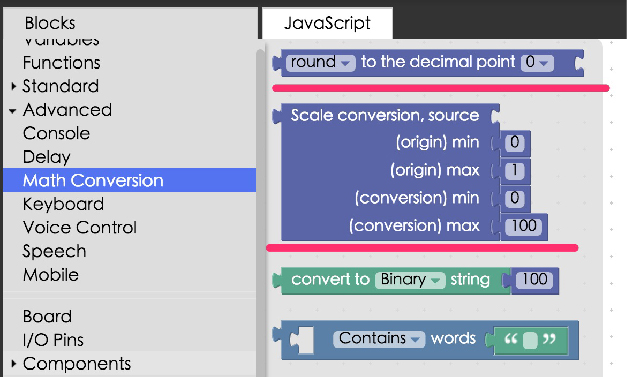 Blocks
JavaScript
Variables
Functions
Standard
Advanced
Console
Delay
Math Conversion
Keyboard
Voice Control
Speech
Mobile
Board
I/O Pins
Components
round to the decimal point 0
Scale conversion, source
(origin) min 0
(origin) max 1
(conversion) min 0
(conversion) max 100
convert to Binary string 100
Contains words “ ”